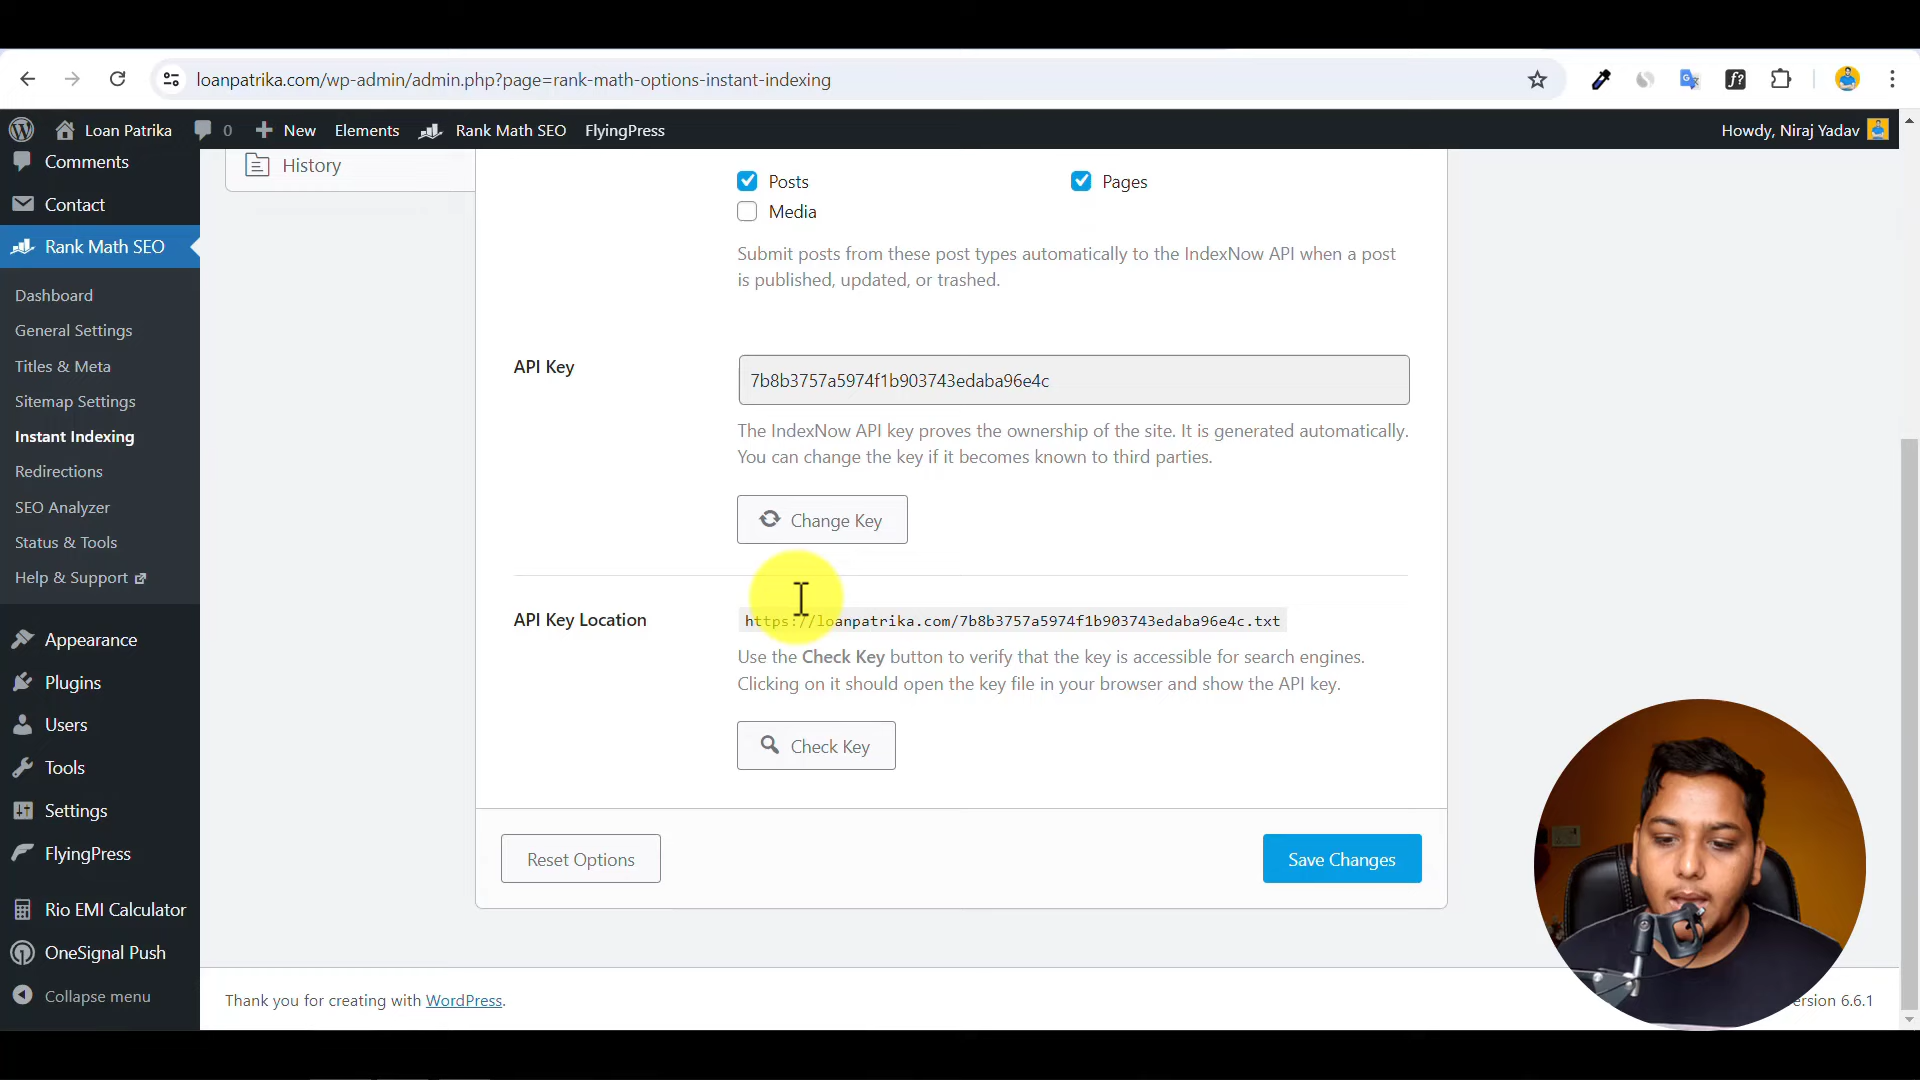 loanpatrika.com/wp-admin/admin.php?page=rank-math-options-instant-indexing
Loan Patrika
0
New
Elements
Rank Math SEO
FlyingPress
Howdy, Niraj Yadav
Comments
Contact
Rank Math SEO
Dashboard
General Settings
Titles & Meta
Sitemap Settings
Instant Indexing
Redirections
SEO Analyzer
Status & Tools
Help & Support
Appearance
Plugins
Users
Tools
Settings
FlyingPress
Rio EMI Calculator
OneSignal Push
Collapse menu
History
Posts
Pages
Media
Submit posts from these post types automatically to the IndexNow API when a post
is published, updated, or trashed.
API Key
7b8b3757a5974f1b903743edaba96e4c
The IndexNow API key proves the ownership of the site. It is generated automatically.
You can change the key if it becomes known to third parties.
Change Key
API Key Location
https://loanpatrika.com/7b8b3757a5974f1b903743edaba96e4c.txt
Use the Check Key button to verify that the key is accessible for search engines.
Clicking on it should open the key file in your browser and show the API key.
Check Key
Reset Options
Save Changes
Thank you for creating with WordPress.
ersion 6.6.1